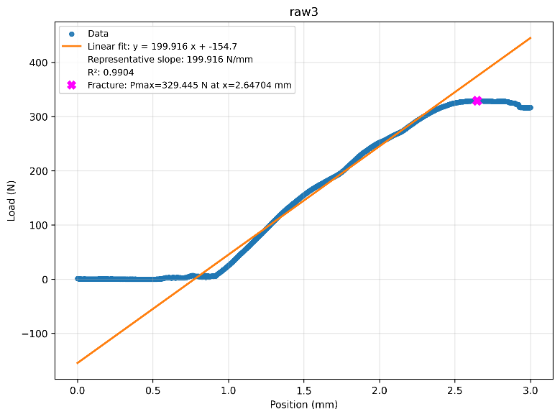 raw3
Data
Linear fit: y = 199.916 x + -154.7
Representative slope: 199.916 N/mm
R²: 0.9904
Fracture: Pmax=329.445 N at x=2.64704 mm
400
300
200
100
0
−100
Load (N)
0.0 0.5 1.0 1.5 2.0 2.5 3.0
Position (mm)